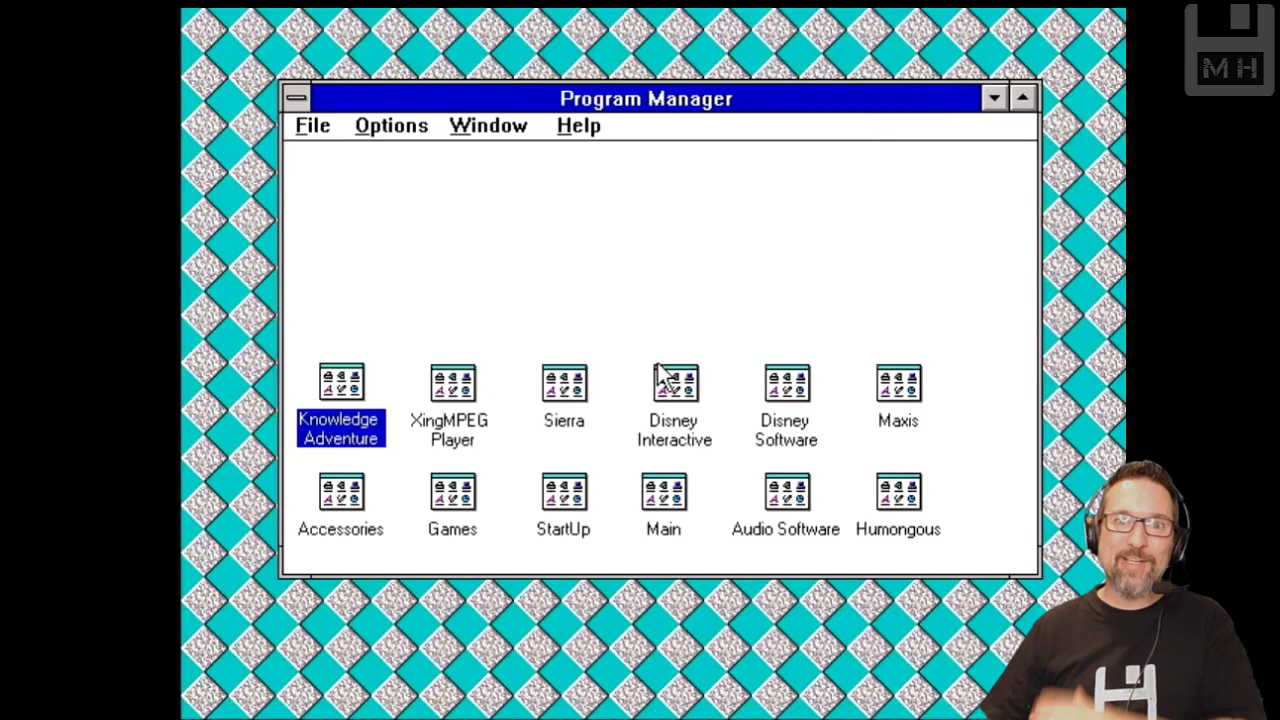 MH
Program Manager
File Options Window Help
Knowledge Adventure
XingMPEG Player
Sierra
Disney Interactive
Disney Software
Maxis
Accessories
Games
StartUp
Main
Audio Software
Humongous